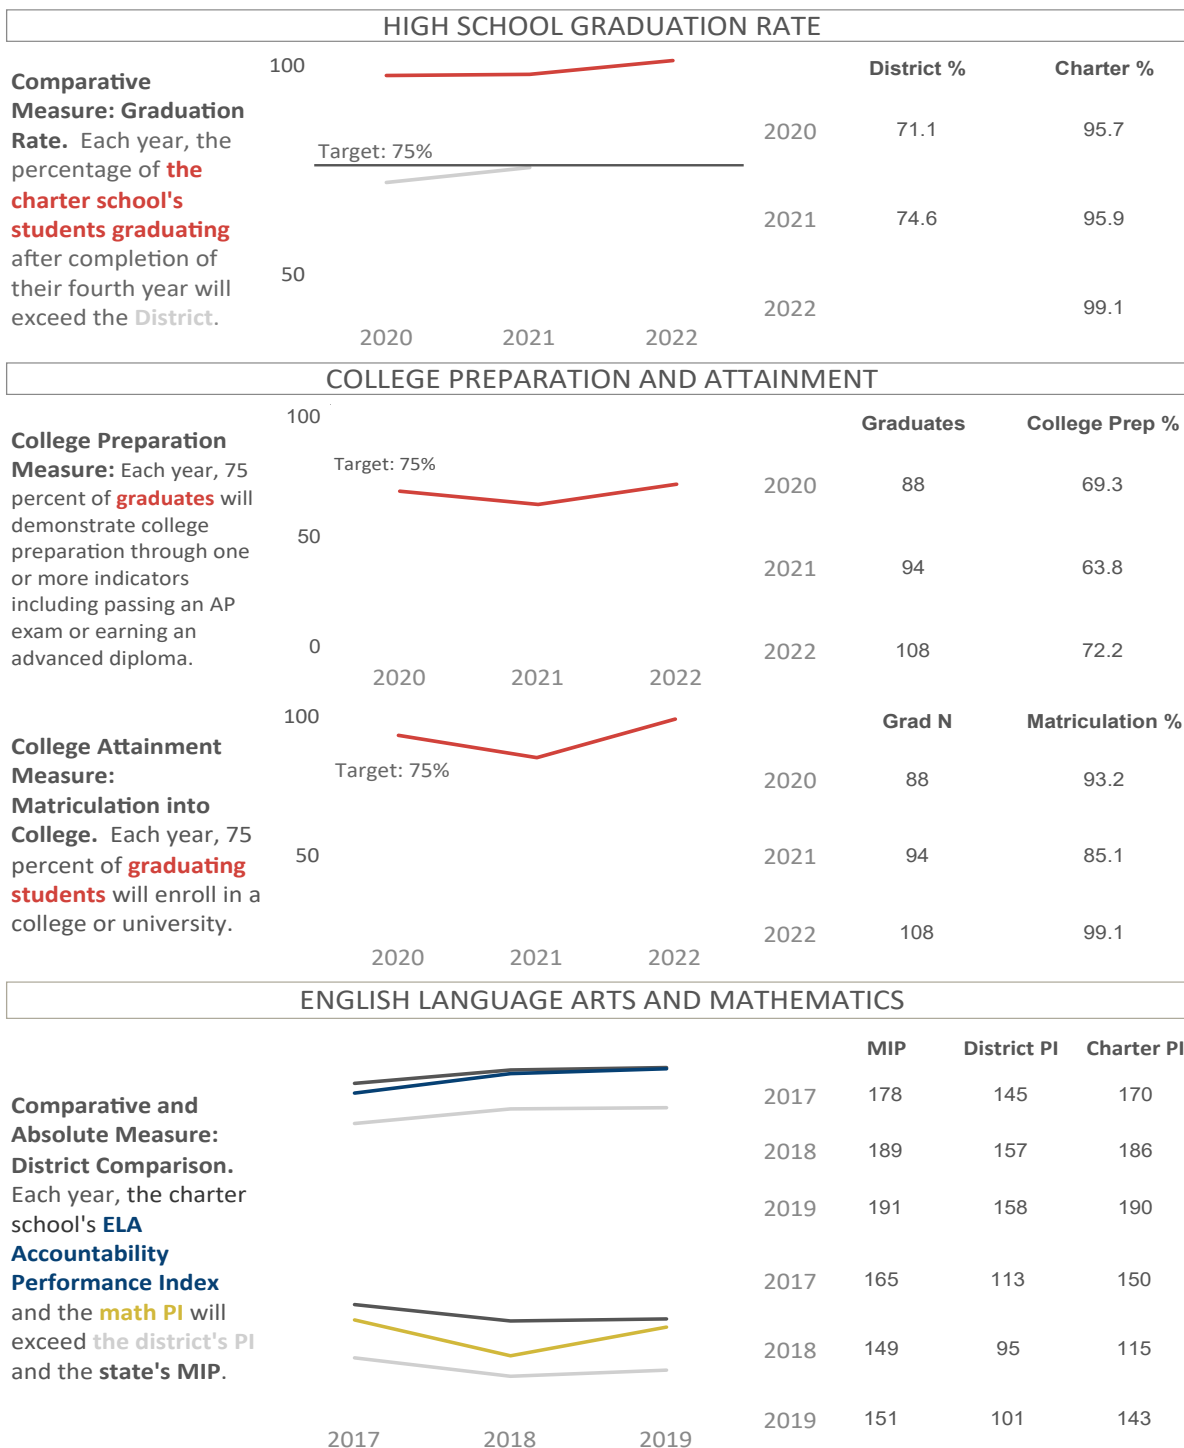 HIGH SCHOOL GRADUATION RATE
Comparative
Measure: Graduation
Rate.  Each year, the
percentage of the
charter school's
students graduating
after completion of
their fourth year will
exceed the District.
100
Target: 75%
50
2020 2021 2022
District % Charter %
2020 71.1 95.7
2021 74.6 95.9
2022 99.1
COLLEGE PREPARATION AND ATTAINMENT
College Preparation
Measure: Each year, 75
percent of graduates will
demonstrate college
preparation through one
or more indicators
including passing an AP
exam or earning an
advanced diploma.
100
Target: 75%
50
0
2020 2021 2022
Graduates College Prep %
2020 88 69.3
2021 94 63.8
2022 108 72.2
College Attainment
Measure:
Matriculation into
College.  Each year, 75
percent of graduating
students will enroll in a
college or university.
100
Target: 75%
50
2020 2021 2022
Grad N Matriculation %
2020 88 93.2
2021 94 85.1
2022 108 99.1
ENGLISH LANGUAGE ARTS AND MATHEMATICS
Comparative and
Absolute Measure:
District Comparison.
Each year, the charter
school's ELA
Accountability
Performance Index
and the math PI will
exceed the district's PI
and the state's MIP.
2017 2018 2019
MIP District PI Charter PI
2017 178 145 170
2018 189 157 186
2019 191 158 190
2017 165 113 150
2018 149 95 115
2019 151 101 143